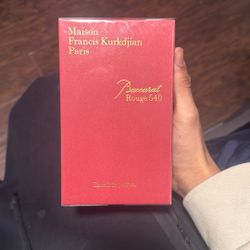 Maison
Francis Kurkdjian
Paris
Baccarat
Rouge 540